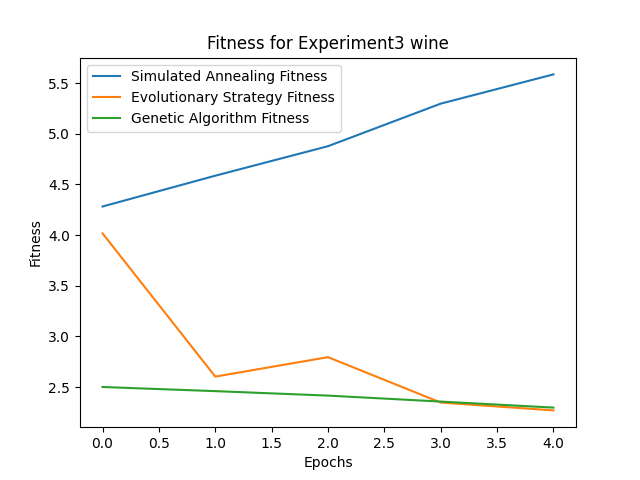 Fitness for Experiment3 wine
Simulated Annealing Fitness
Evolutionary Strategy Fitness
Genetic Algorithm Fitness
5.5
5.0
4.5
4.0
3.5
3.0
2.5
Fitness
0.0 0.5 1.0 1.5 2.0 2.5 3.0 3.5 4.0
Epochs